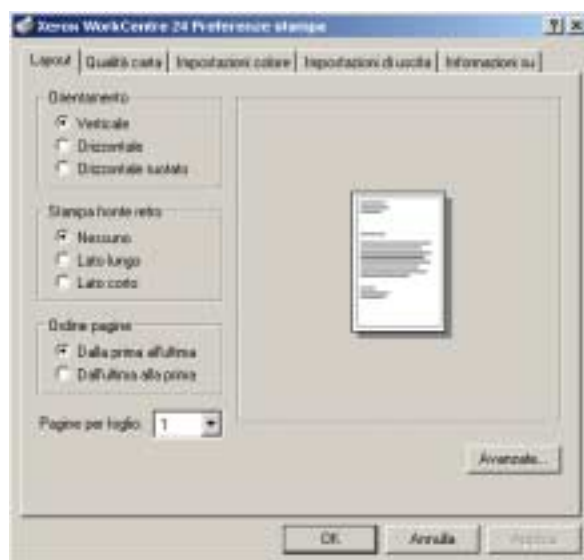 Xerox WorkCentre 24 Preferenze stampa
Layout Qualità carta Impostazioni colore Impostazioni di uscita Informazioni su
Orientamento
Verticale
Orizzontale
Orizzontale ruotato
Stampa fronte retro
Nessuno
Lato lungo
Lato corto
Ordine pagine
Dalla prima all'ultima
Dall'ultima alla prima
Pagine per foglio: 1
Avanzate...
OK Annulla Applica